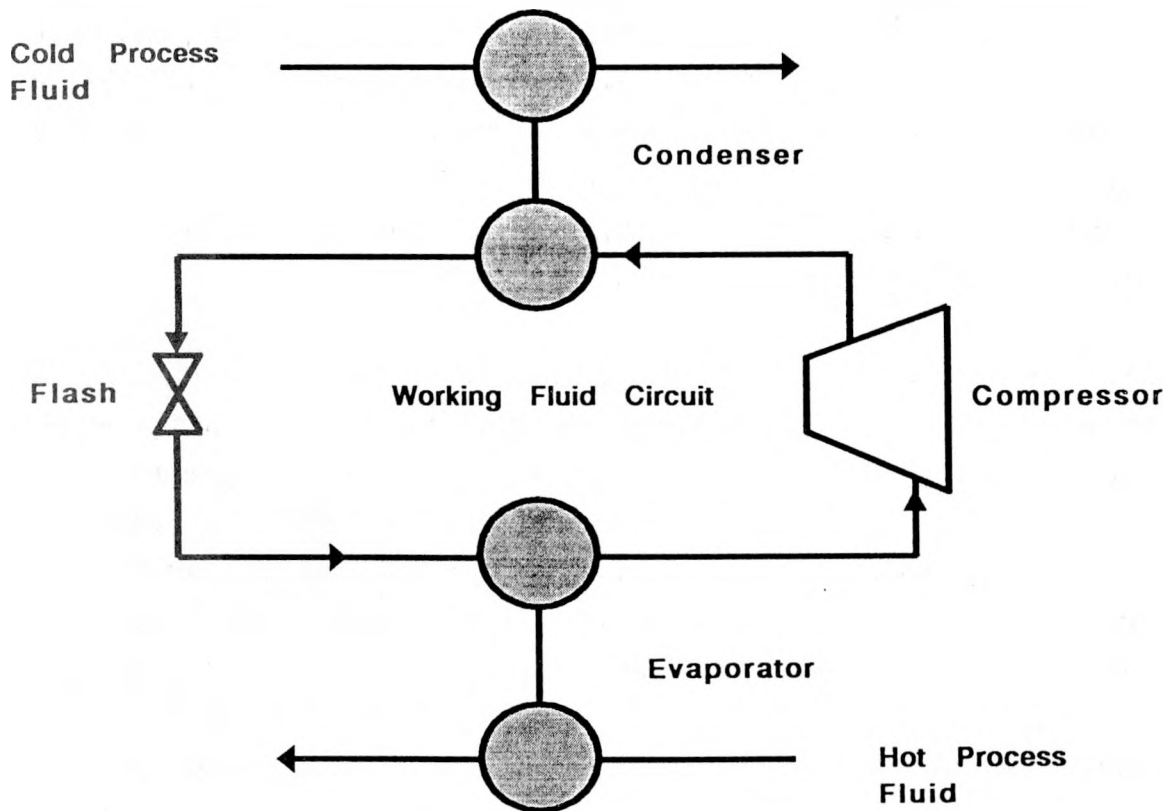 Cold Process
Fluid
Condenser
Flash
Working Fluid Circuit
Compressor
Evaporator
Hot Process
Fluid